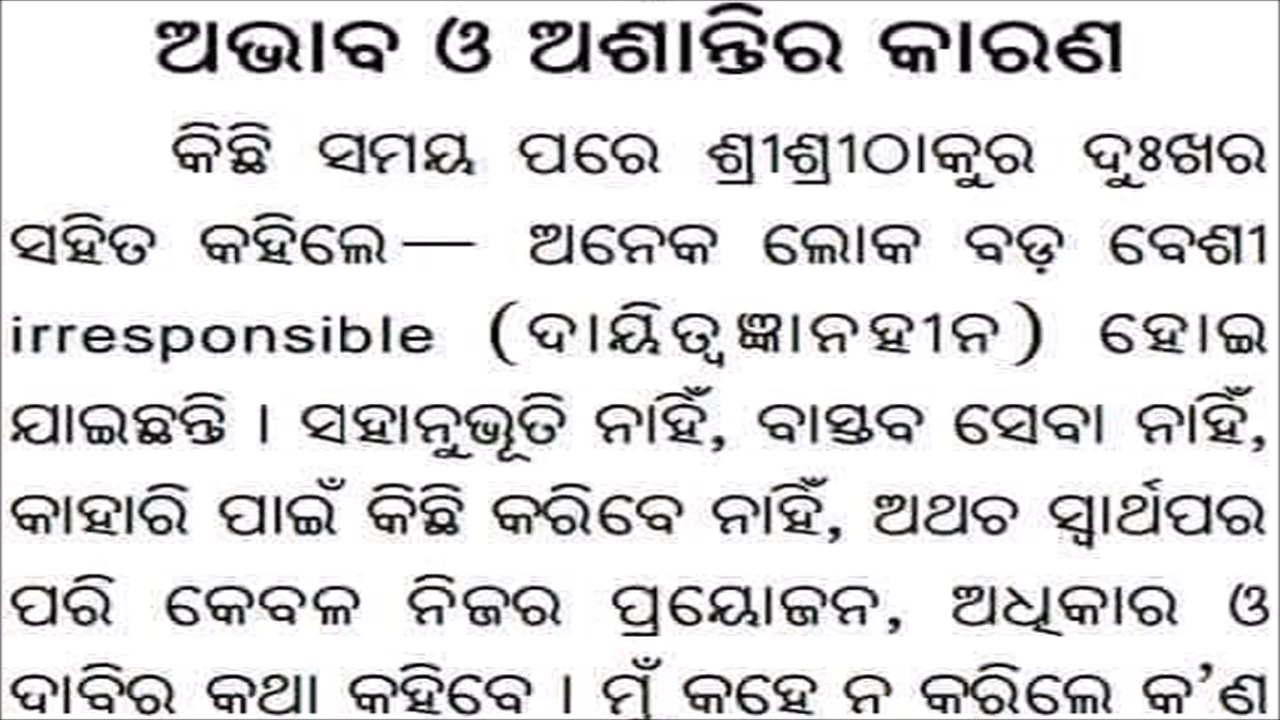 ଅଭାବ ଓ ଅଶାନ୍ତିର କାରଣ
କିଛି ସମୟ ପରେ ଶ୍ରୀଶ୍ରୀଠାକୁର ଦୁଃଖର
ସହିତ କହିଲେ— ଅନେକ ଲୋକ ବଡ଼ ବେଶୀ
irresponsible (ଦାୟିତ୍ୱଜ୍ଞାନହୀନ) ହୋଇ
ଯାଇଛନ୍ତି । ସହାନୁଭୂତି ନାହିଁ, ବାସ୍ତବ ସେବା ନାହିଁ,
କାହାରି ପାଇଁ କିଛି କରିବେ ନାହିଁ, ଅଥଚ ସ୍ୱାର୍ଥପର
ପରି କେବଳ ନିଜର ପ୍ରୟୋଜନ, ଅଧିକାର ଓ
ଦାବିର କଥା କହିବେ । ମୁଁ କହେ ନ କରିଲେ କ’ଣ